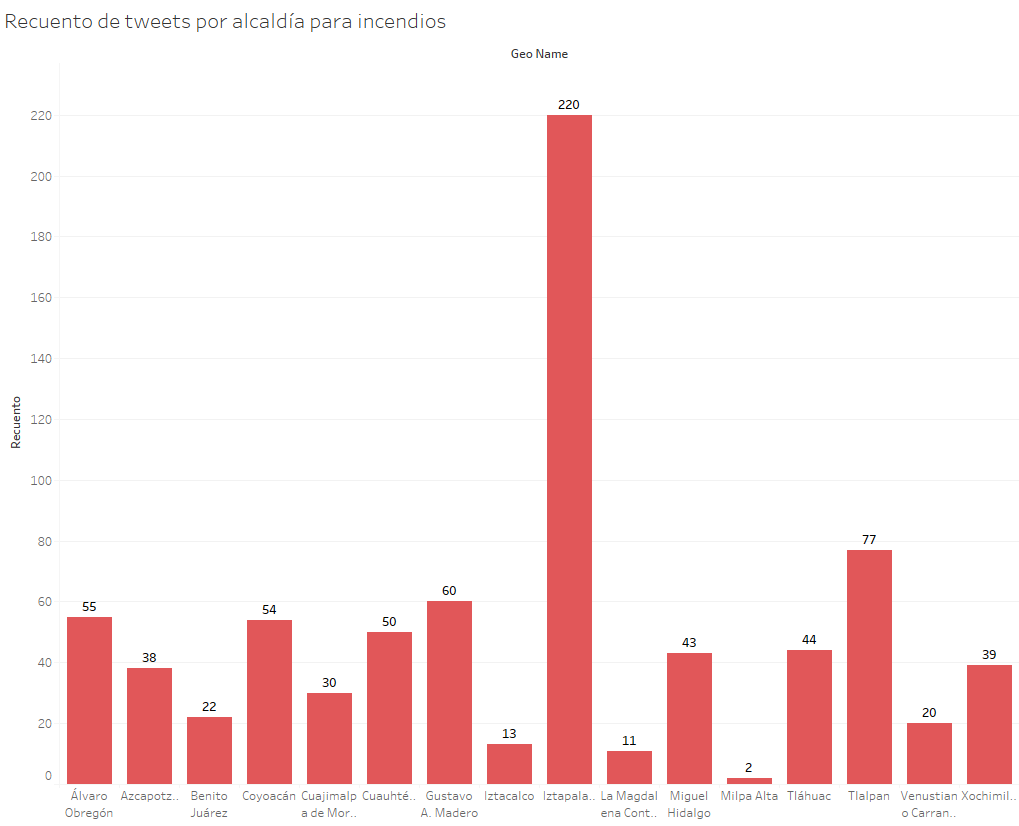 Recuento de tweets por alcaldía para incendios
Geo Name
Recuento
220
200
180
160
140
120
100
80
60
40
20
0
55
38
22
54
30
50
60
13
220
11
43
2
44
77
20
39
Álvaro
Obregón
Azcapotz..
Benito
Juárez
Coyoacán
Cuajimalp
a de Mor..
Cuauhté..
Gustavo
A. Madero
Iztacalco
Iztapala..
La Magdal
ena Cont..
Miguel
Hidalgo
Milpa Alta
Tláhuac
Tlalpan
Venustian
o Carran..
Xochimil..